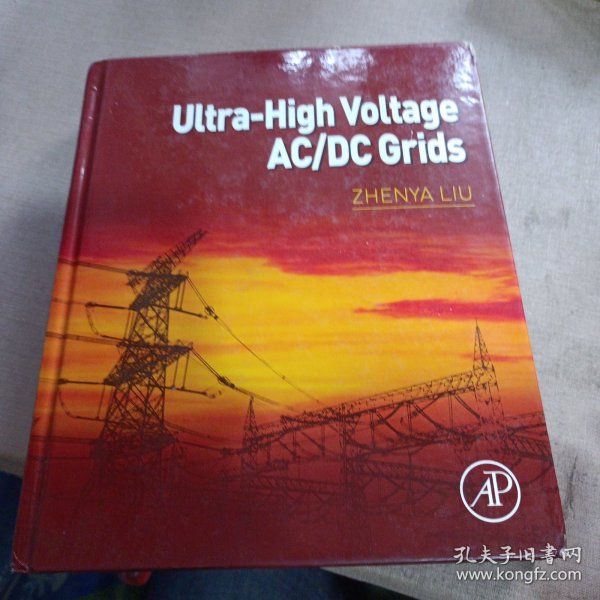 Ultra-High Voltage
AC/DC Grids
ZHENYA LIU
AP
孔夫子旧书网
www.kongfz.com